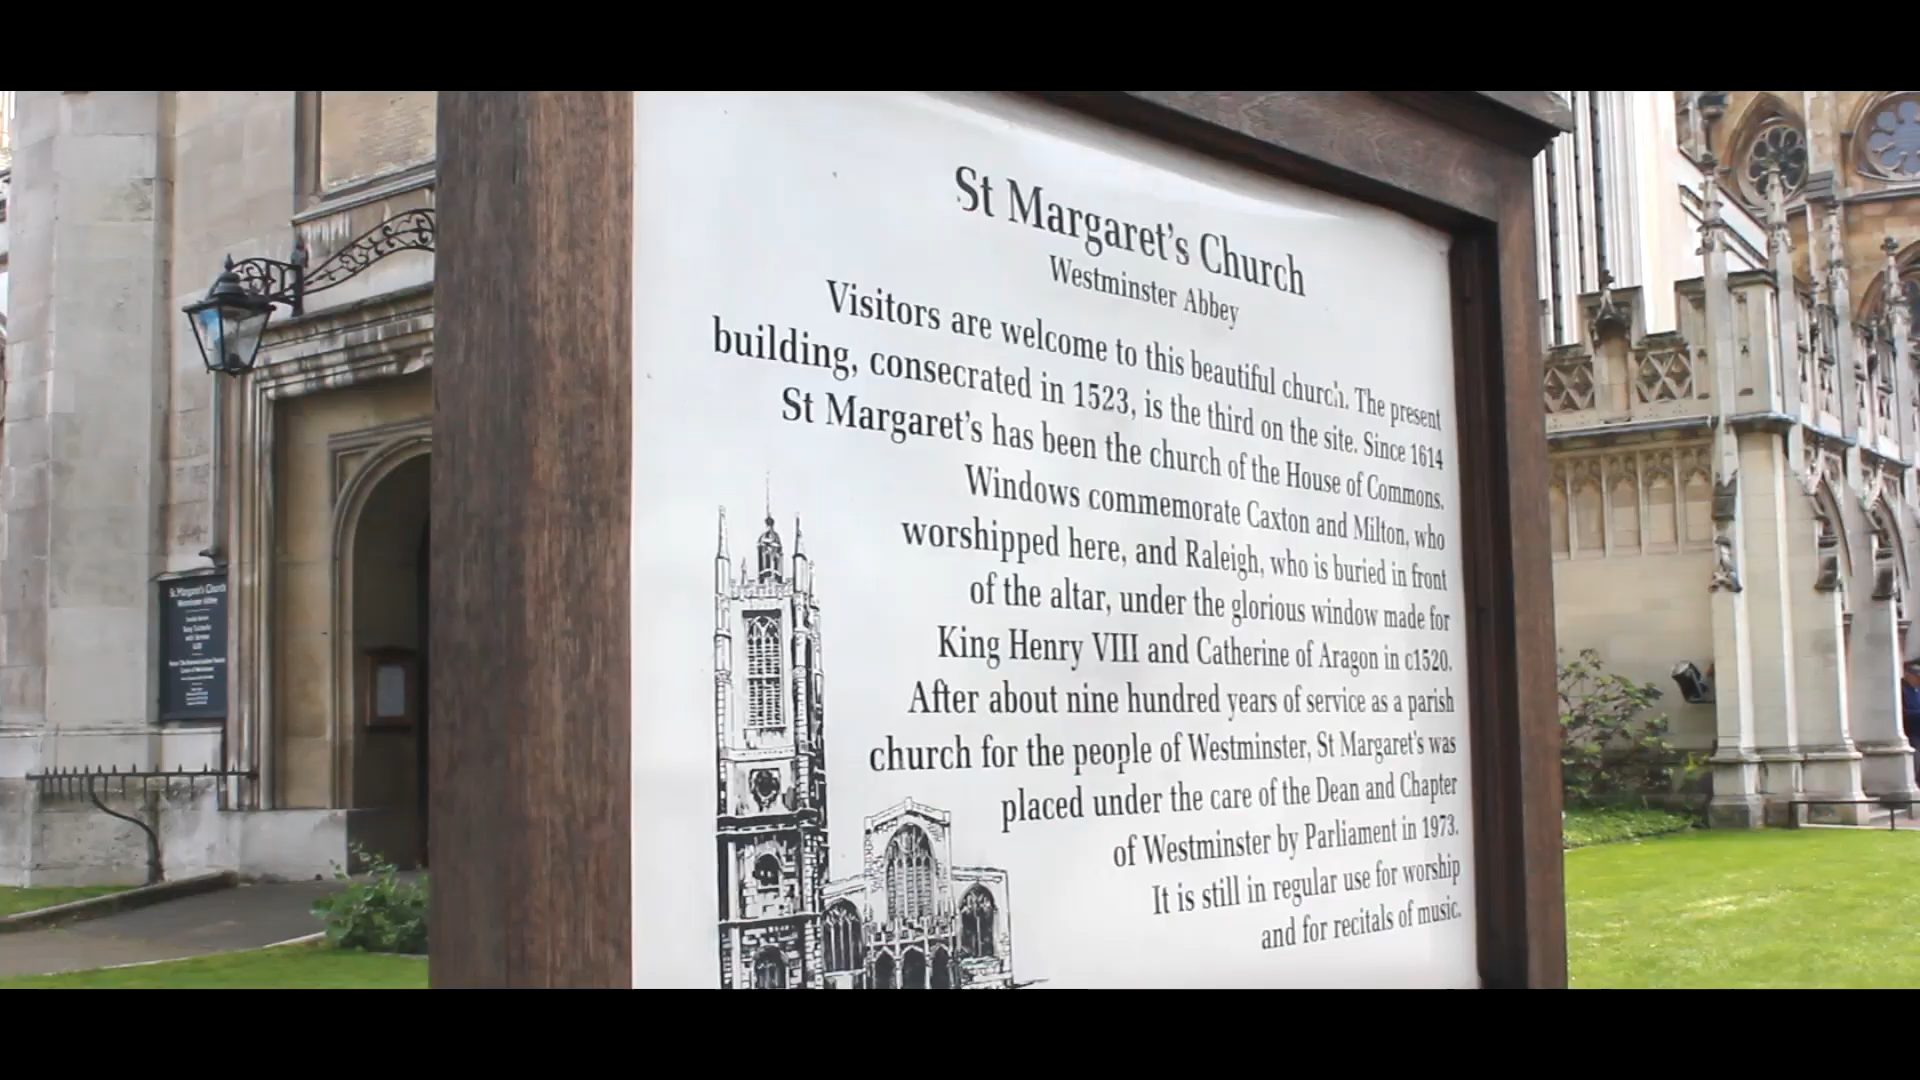 St Margaret's Church
Westminster Abbey
Visitors are welcome to this beautiful church. The present
building, consecrated in 1523, is the third on the site. Since 1614
St Margaret's has been the church of the House of Commons.
Windows commemorate Caxton and Milton, who
worshipped here, and Raleigh, who is buried in front
of the altar, under the glorious window made for
King Henry VIII and Catherine of Aragon in c1520.
After about nine hundred years of service as a parish
church for the people of Westminster, St Margaret's was
placed under the care of the Dean and Chapter
of Westminster by Parliament in 1973.
It is still in regular use for worship
and for recitals of music.
St Margaret's Church
Westminster Abbey